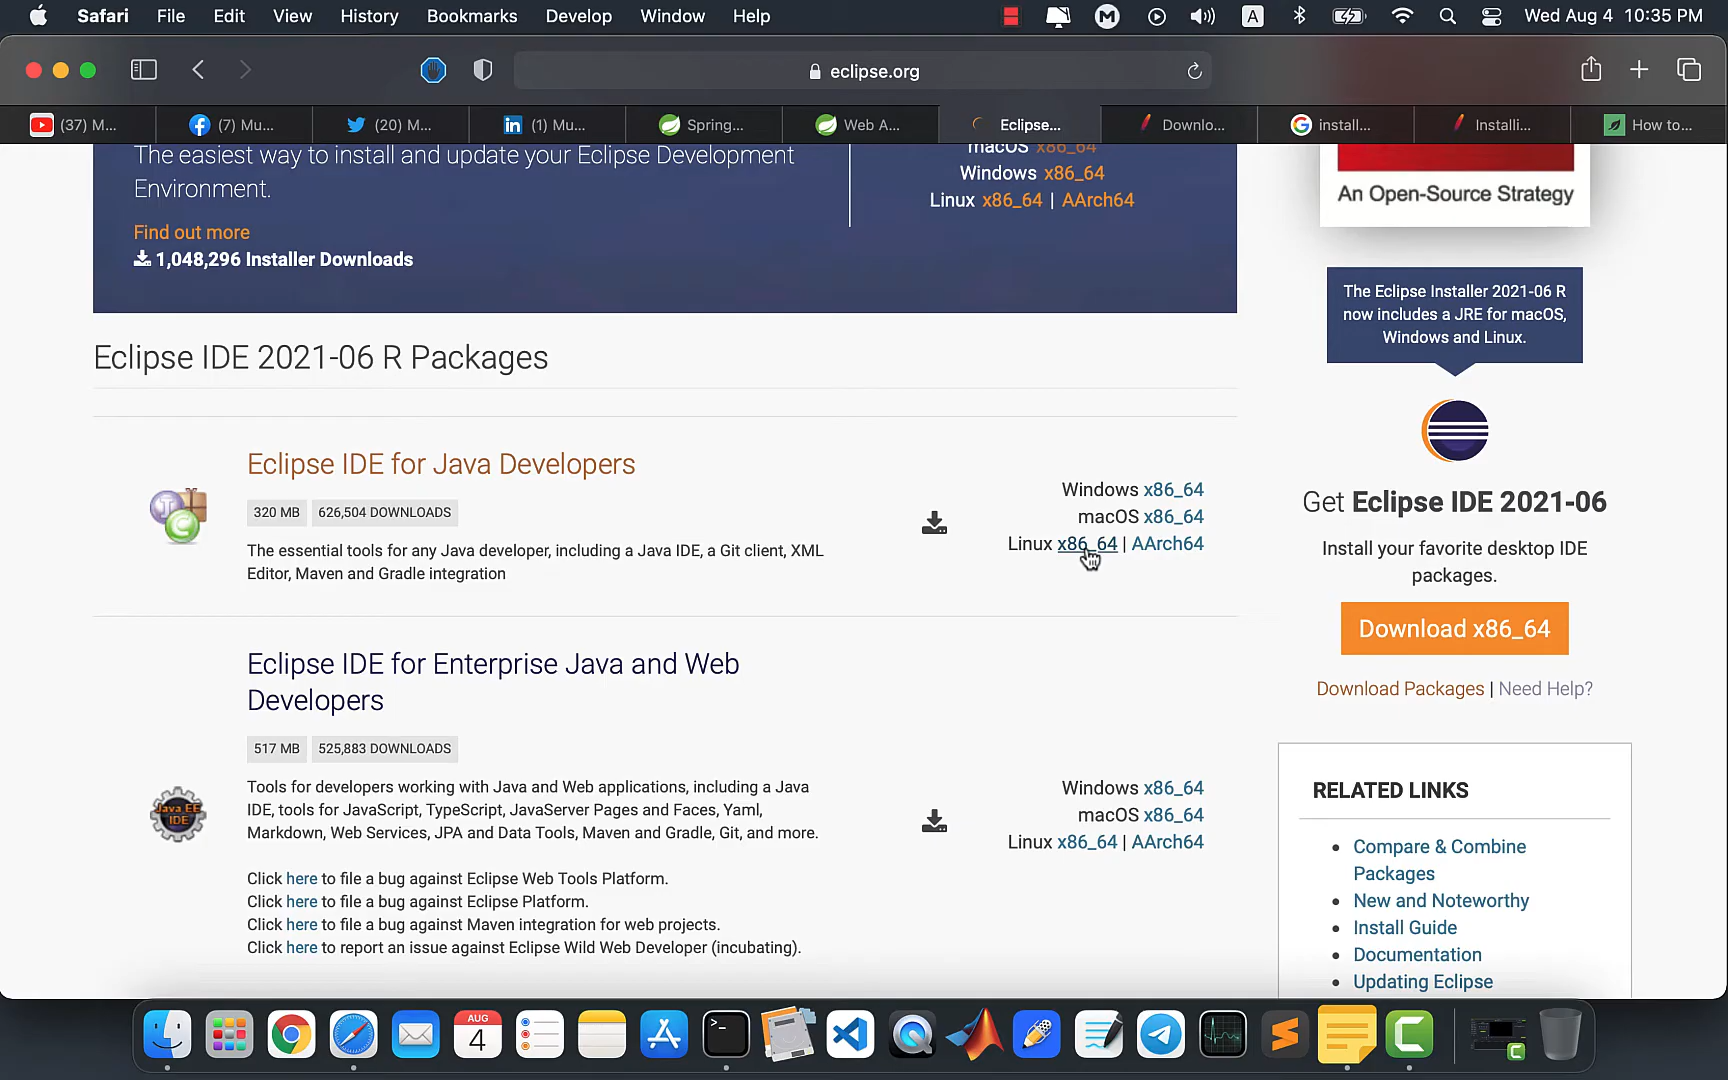 Safari File Edit View History Bookmarks Develop Window Help A Wed Aug 4 10:35 PM
eclipse.org
(37) M... (7) Mu... (20) M... (1) Mu... Spring... Web A... Eclipse... Downlo... install... Installi... How to...
The easiest way to install and update your Eclipse Development
Environment.
Find out more
1,048,296 Installer Downloads
macOS x86_64
Windows x86_64
Linux x86_64 | AArch64
An Open-Source Strategy
The Eclipse Installer 2021-06 R
now includes a JRE for macOS,
Windows and Linux.
Eclipse IDE 2021-06 R Packages
Eclipse IDE for Java Developers
320 MB 626,504 DOWNLOADS
The essential tools for any Java developer, including a Java IDE, a Git client, XML
Editor, Maven and Gradle integration
Windows x86_64
macOS x86_64
Linux x86_64 | AArch64
Get Eclipse IDE 2021-06
Install your favorite desktop IDE
packages.
Download x86_64
Download Packages | Need Help?
Eclipse IDE for Enterprise Java and Web
Developers
517 MB 525,883 DOWNLOADS
Java EE
IDE
Tools for developers working with Java and Web applications, including a Java
IDE, tools for JavaScript, TypeScript, JavaServer Pages and Faces, Yaml,
Markdown, Web Services, JPA and Data Tools, Maven and Gradle, Git, and more.
Click here to file a bug against Eclipse Web Tools Platform.
Click here to file a bug against Eclipse Platform.
Click here to file a bug against Maven integration for web projects.
Click here to report an issue against Eclipse Wild Web Developer (incubating).
Windows x86_64
macOS x86_64
Linux x86_64 | AArch64
RELATED LINKS
Compare & Combine
Packages
New and Noteworthy
Install Guide
Documentation
Updating Eclipse
AUG
4